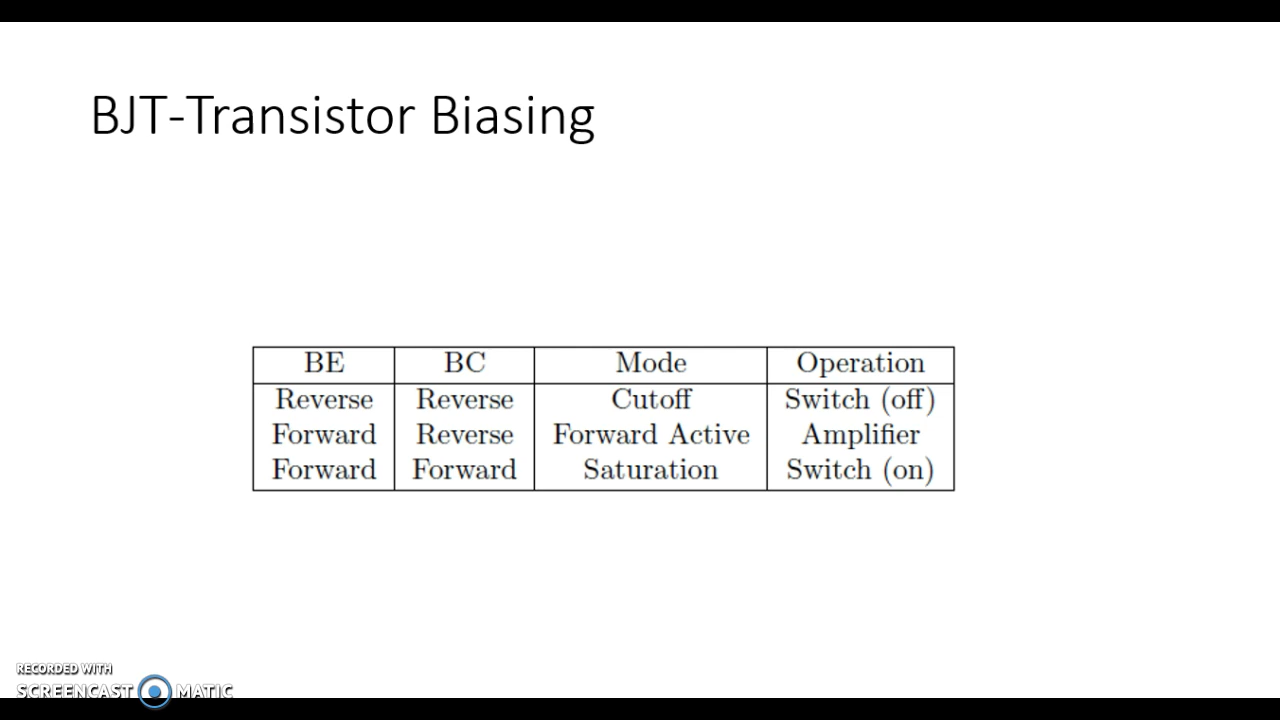 BJT-Transistor Biasing
BE BC Mode Operation
Reverse Reverse Cutoff Switch (off)
Forward Reverse Forward Active Amplifier
Forward Forward Saturation Switch (on)
RECORDED WITH
SCREENCAST MATIC